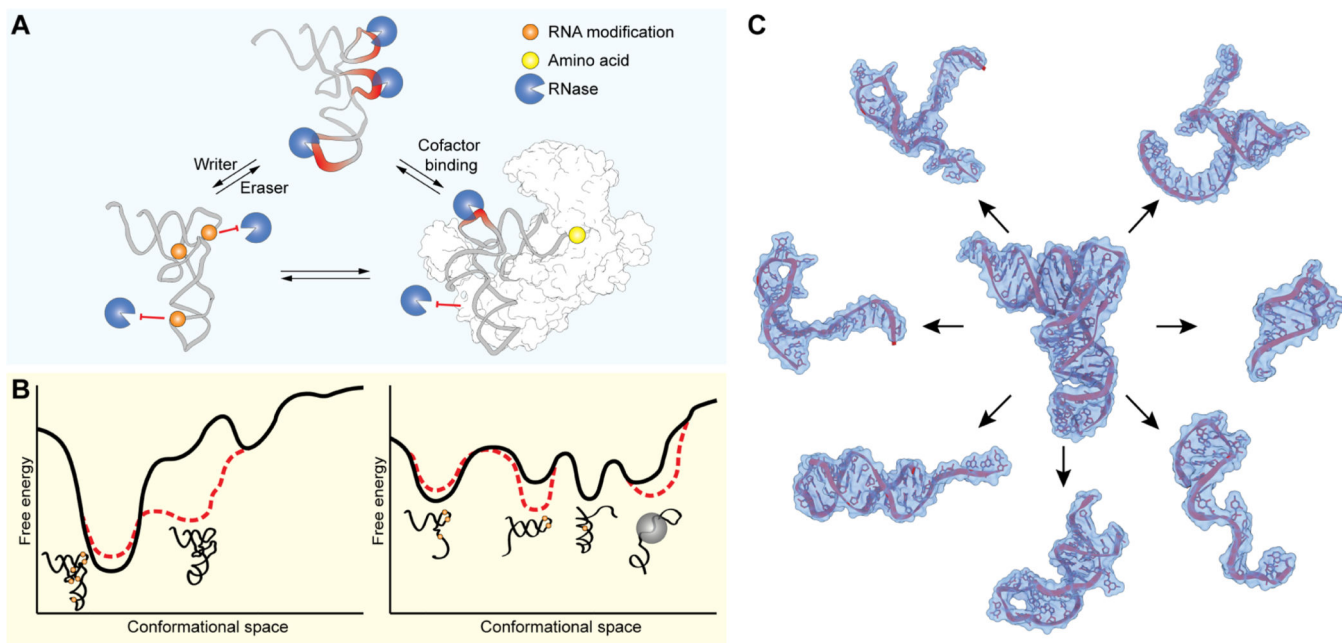 A
RNA modification
Amino acid
RNase
Writer
Eraser
Cofactor
binding
B
Free energy
Conformational space
Free energy
Conformational space
C